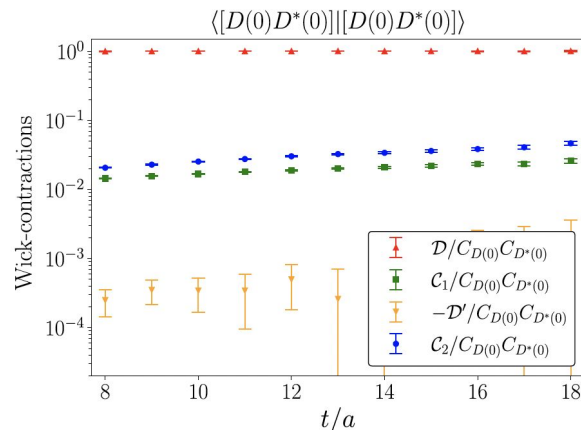 ⟨[D(0)D*(0)]|[D(0)D*(0)]⟩
Wick-contractions
10⁰
10⁻¹
10⁻²
10⁻³
10⁻⁴
𝒟/C_{D(0)}C_{D*(0)}
𝒞₁/C_{D(0)}C_{D*(0)}
−𝒟′/C_{D(0)}C_{D*(0)}
𝒞₂/C_{D(0)}C_{D*(0)}
8 10 12 14 16 18
t/a